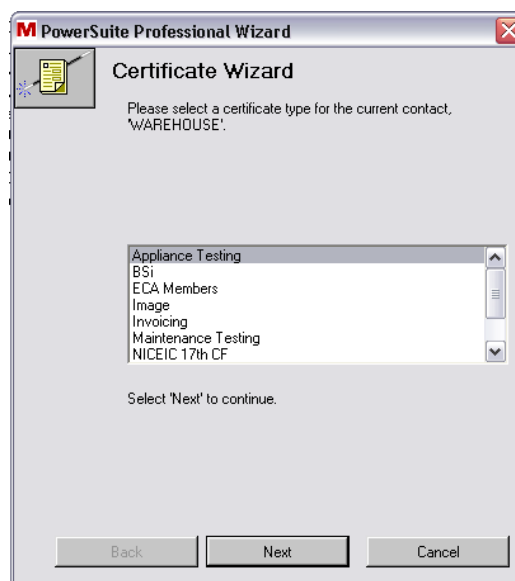 M PowerSuite Professional Wizard
Certificate Wizard
Please select a certificate type for the current contact,
'WAREHOUSE'.
Appliance Testing
BSi
ECA Members
Image
Invoicing
Maintenance Testing
NICEIC 17th CF
Select 'Next' to continue.
Back
Next
Cancel